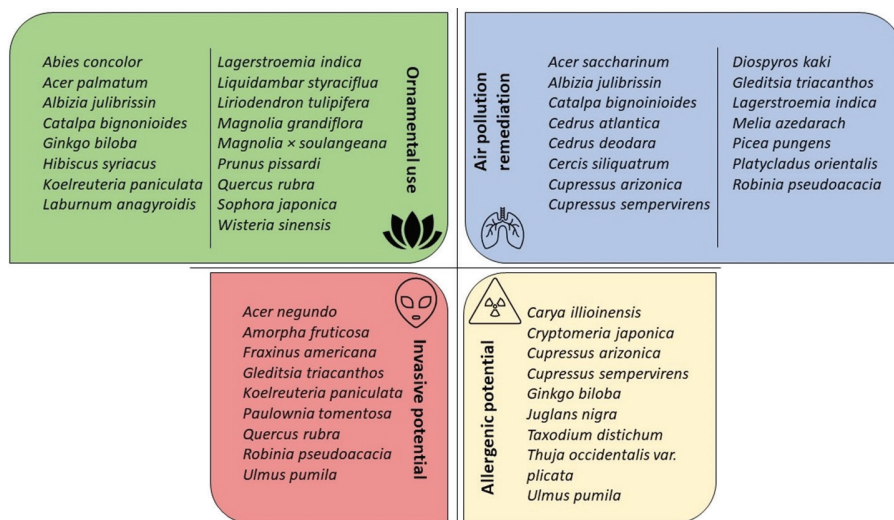 Abies concolor
Acer palmatum
Albizia julibrissin
Catalpa bignonioides
Ginkgo biloba
Hibiscus syriacus
Koelreuteria paniculata
Laburnum anagyroidis
Lagerstroemia indica
Liquidambar styraciflua
Liriodendron tulipifera
Magnolia grandiflora
Magnolia × soulangeana
Prunus pissardi
Quercus rubra
Sophora japonica
Wisteria sinensis
Ornamental use
Air pollution
remediation
Acer saccharinum
Albizia julibrissin
Catalpa bignoinioides
Cedrus atlantica
Cedrus deodara
Cercis siliquatrum
Cupressus arizonica
Cupressus sempervirens
Diospyros kaki
Gleditsia triacanthos
Lagerstroemia indica
Melia azedarach
Picea pungens
Platycladus orientalis
Robinia pseudoacacia
Acer negundo
Amorpha fruticosa
Fraxinus americana
Gleditsia triacanthos
Koelreuteria paniculata
Paulownia tomentosa
Quercus rubra
Robinia pseudoacacia
Ulmus pumila
Invasive potential
Allergenic potential
Carya illioinensis
Cryptomeria japonica
Cupressus arizonica
Cupressus sempervirens
Ginkgo biloba
Juglans nigra
Taxodium distichum
Thuja occidentalis var.
plicata
Ulmus pumila